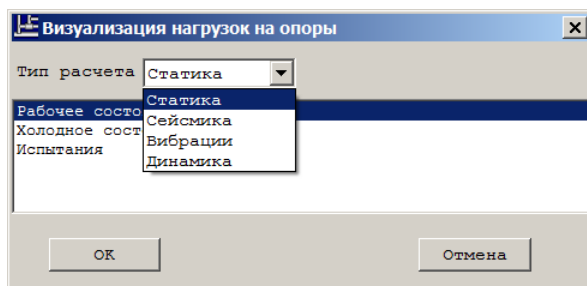 Визуализация нагрузок на опоры
Тип расчета Статика
Статика
Сейсмика
Вибрации
Динамика
Рабочее состо
Холодное сост
Испытания
OK
Отмена